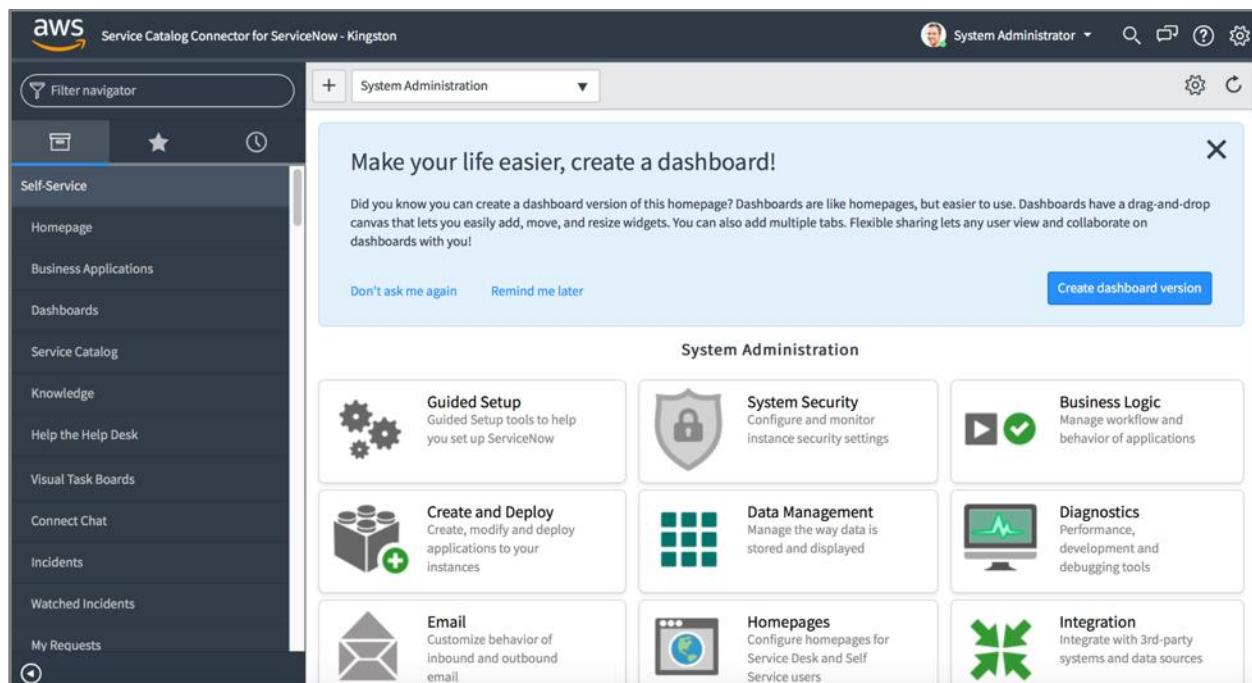 aws
Service Catalog Connector for ServiceNow - Kingston
System Administrator
Filter navigator
Self-Service
Homepage
Business Applications
Dashboards
Service Catalog
Knowledge
Help the Help Desk
Visual Task Boards
Connect Chat
Incidents
Watched Incidents
My Requests
System Administration
Make your life easier, create a dashboard!
Did you know you can create a dashboard version of this homepage? Dashboards are like homepages, but easier to use. Dashboards have a drag-and-drop
canvas that lets you easily add, move, and resize widgets. You can also add multiple tabs. Flexible sharing lets any user view and collaborate on
dashboards with you!
Don't ask me again
Remind me later
Create dashboard version
System Administration
Guided Setup
Guided Setup tools to help
you set up ServiceNow
System Security
Configure and monitor
instance security settings
Business Logic
Manage workflow and
behavior of applications
Create and Deploy
Create, modify and deploy
applications to your
instances
Data Management
Manage the way data is
stored and displayed
Diagnostics
Performance,
development and
debugging tools
Email
Customize behavior of
inbound and outbound
email
Homepages
Configure homepages for
Service Desk and Self
Service users
Integration
Integrate with 3rd-party
systems and data sources